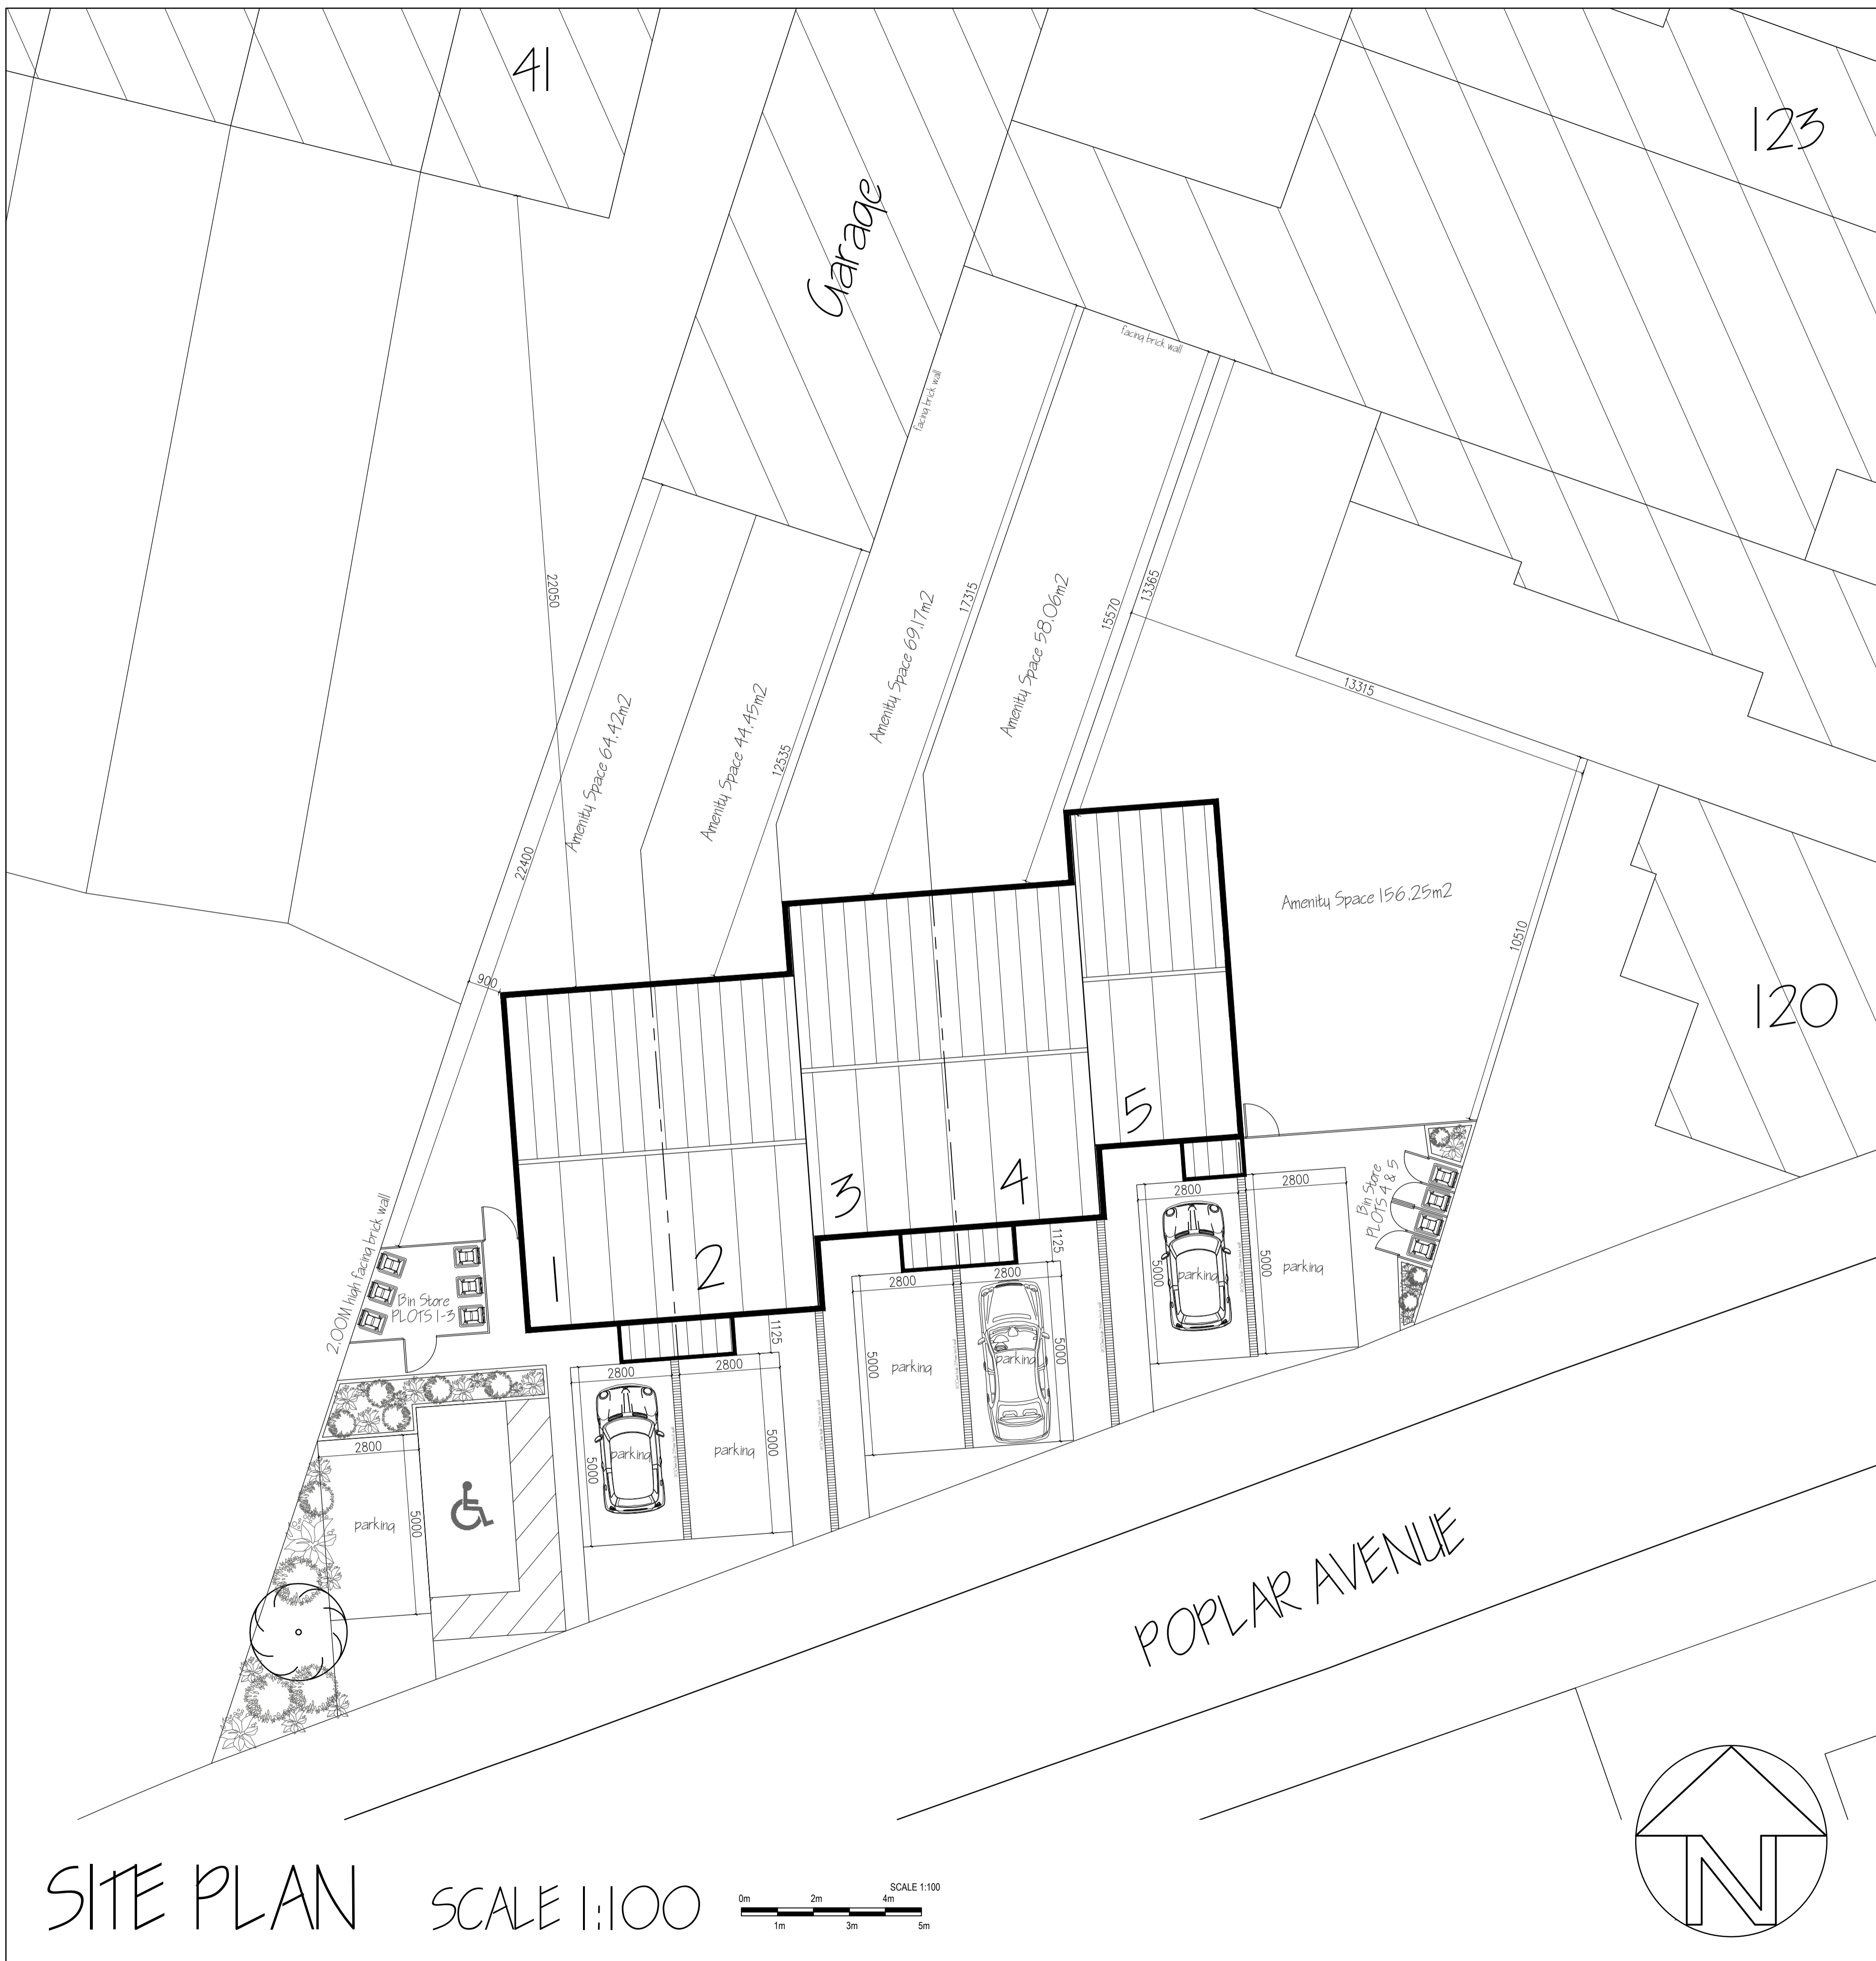 41
123
Garage
facing brick wall
facing brick wall
22050
17315
15570
13365
13315
Amenity Space 64.42m2
Amenity Space 44.45m2
Amenity Space 69.17m2
Amenity Space 58.06m2
12535
22400
Amenity Space 156.25m2
10510
900
120
5
3
4
1
2
2.00M high facing brick wall
Bin Store
PLOTS 1-3
Bin Store
PLOTS 4 & 5
2800
2800
5000
5000
parking
parking
1125
2800
2800
5000
5000
parking
parking
1125
2800
2800
5000
5000
parking
parking
2800
5000
parking
POPLAR AVENUE
SITE PLAN
SCALE 1:100
SCALE 1:100
0m
2m
4m
1m
3m
5m
N